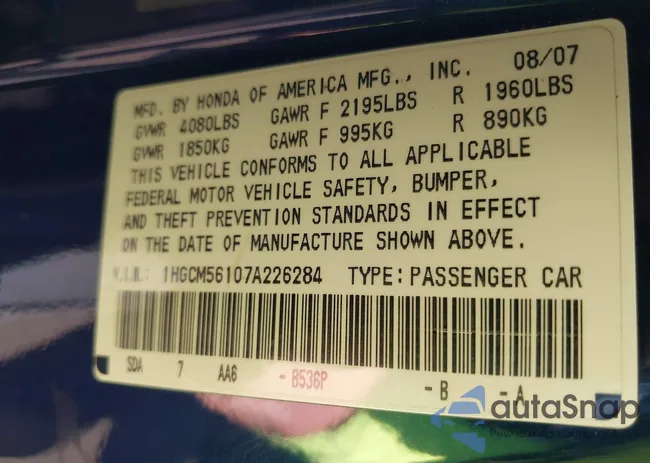 MFD. BY HONDA OF AMERICA MFG., INC. 08/07
GVWR 4080LBS GAWR F 2195LBS R 1960LBS
GVWR 1850KG GAWR F 995KG R 890KG
THIS VEHICLE CONFORMS TO ALL APPLICABLE
FEDERAL MOTOR VEHICLE SAFETY, BUMPER,
AND THEFT PREVENTION STANDARDS IN EFFECT
ON THE DATE OF MANUFACTURE SHOWN ABOVE.
V.I.N.: 1HGCM56107A226284 TYPE: PASSENGER CAR
SDA 7 AA6 - B536P - B - A
autoSnap